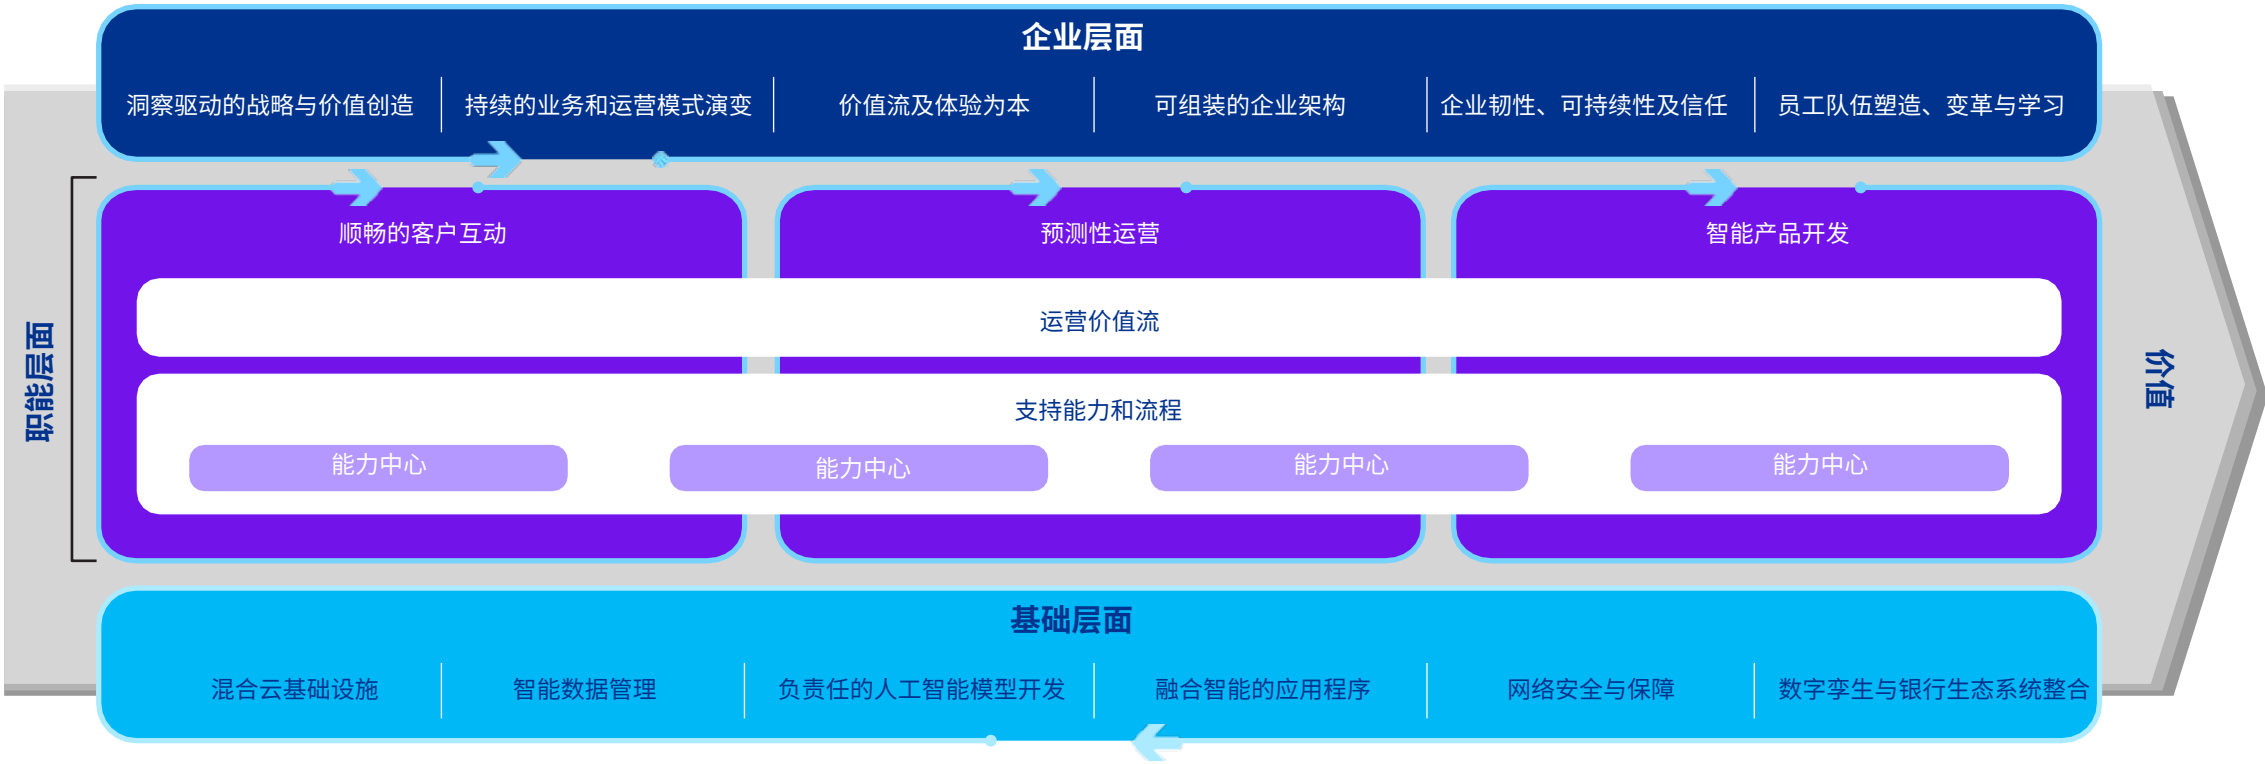 企业层面
洞察驱动的战略与价值创造
持续的业务和运营模式演变
价值流及体验为本
可组装的企业架构
企业韧性、可持续性及信任
员工队伍塑造、变革与学习
职能层面
顺畅的客户互动
预测性运营
智能产品开发
运营价值流
支持能力和流程
能力中心
能力中心
能力中心
能力中心
价值
基础层面
混合云基础设施
智能数据管理
负责任的人工智能模型开发
融合智能的应用程序
网络安全与保障
数字孪生与银行生态系统整合